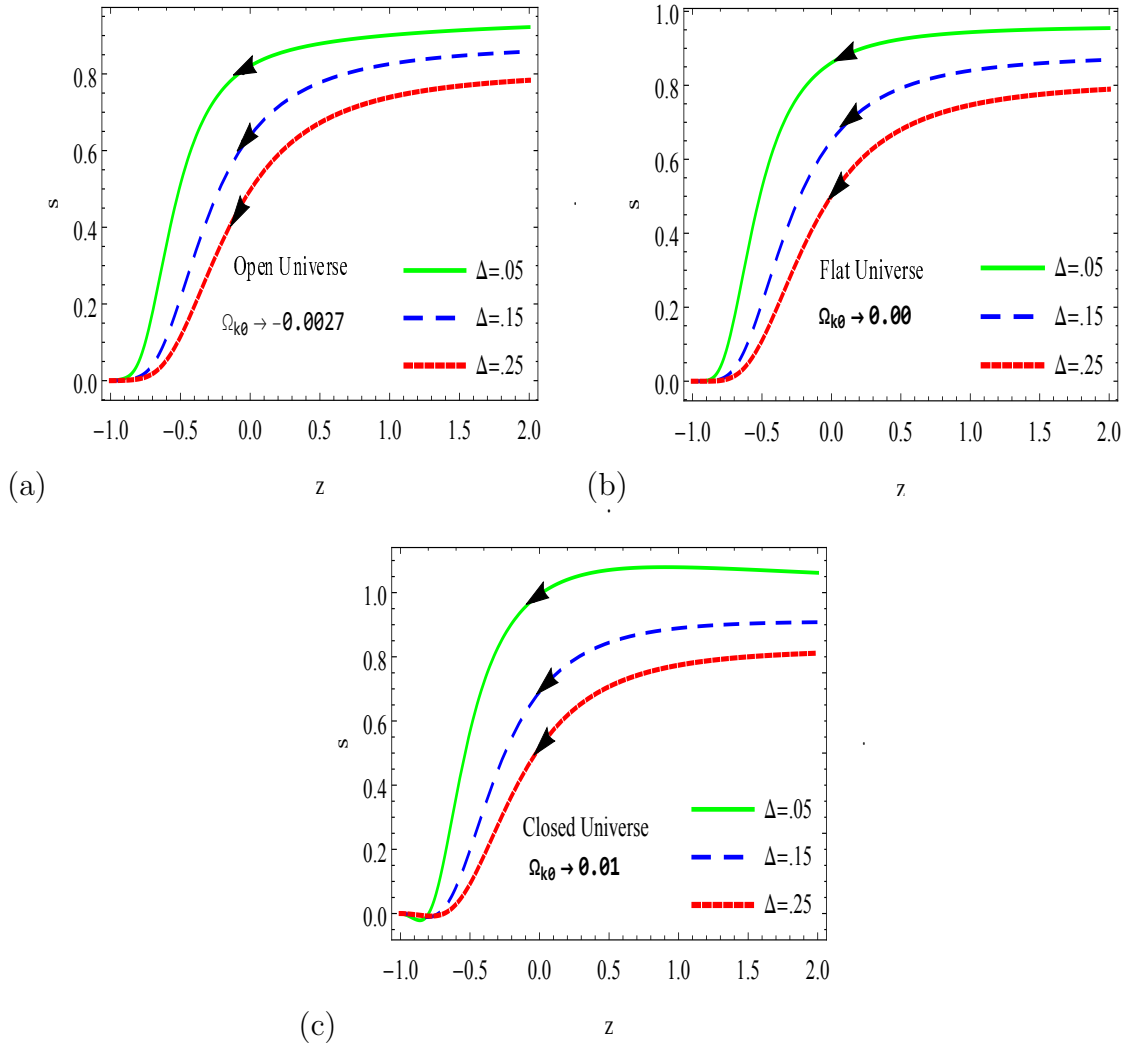 s
0.8
0.6
0.4
0.2
0.0
Open Universe
Ωk0 → -0.0027
Δ=.05
Δ=.15
Δ=.25
−1.0 −0.5 0.0 0.5 1.0 1.5 2.0
(a)
z
s
1.0
0.8
0.6
0.4
0.2
0.0
Flat Universe
Ωk0 → 0.00
Δ=.05
Δ=.15
Δ=.25
−1.0 −0.5 0.0 0.5 1.0 1.5 2.0
(b)
z
s
1.0
0.8
0.6
0.4
0.2
0.0
Closed Universe
Ωk0 → 0.01
Δ=.05
Δ=.15
Δ=.25
−1.0 −0.5 0.0 0.5 1.0 1.5 2.0
(c)
z